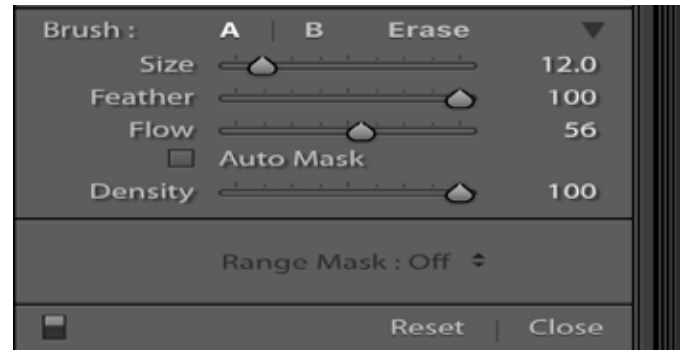 Brush : A | B Erase
Size 12.0
Feather 100
Flow 56
Auto Mask
Density 100
Range Mask : Off
Reset | Close